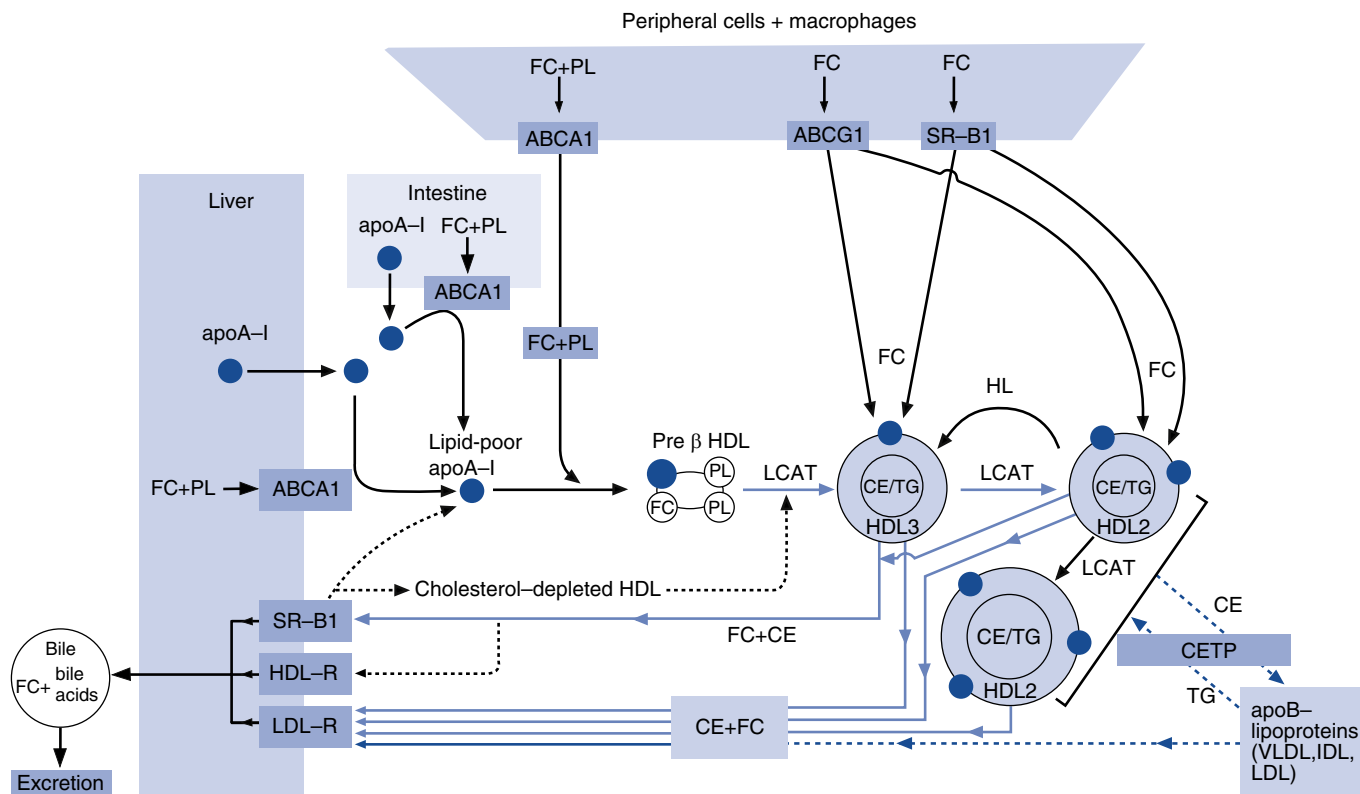 Peripheral cells + macrophages
FC+PL
FC
FC
ABCA1
ABCG1
SR–B1
Liver
Intestine
apoA–I
FC+PL
ABCA1
apoA–I
FC+PL
FC
FC
HL
Lipid-poor
apoA–I
Pre β HDL
PL
FC
PL
LCAT
CE/TG
HDL3
LCAT
CE/TG
HDL2
FC+PL
ABCA1
LCAT
Cholesterol–depleted HDL
CE
SR–B1
FC+CE
CE/TG
HDL2
CETP
TG
Bile
FC+
bile
acids
HDL–R
LDL–R
CE+FC
apoB–
lipoproteins
(VLDL,IDL,
LDL)
Excretion